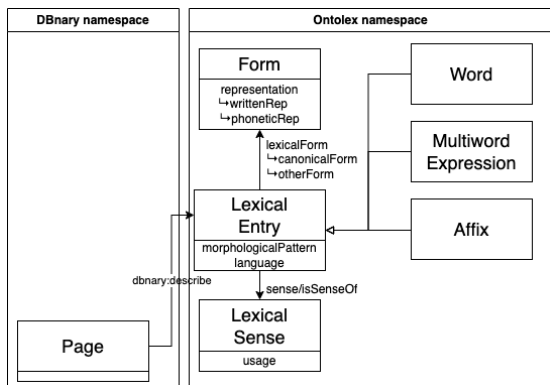 DBnary namespace
Ontolex namespace
Form
representation
↳writtenRep
↳phoneticRep
Word
lexicalForm
↳canonicalForm
↳otherForm
Multiword
Expression
Lexical
Entry
morphologicalPattern
language
Affix
dbnary:describe
sense/isSenseOf
Page
Lexical
Sense
usage